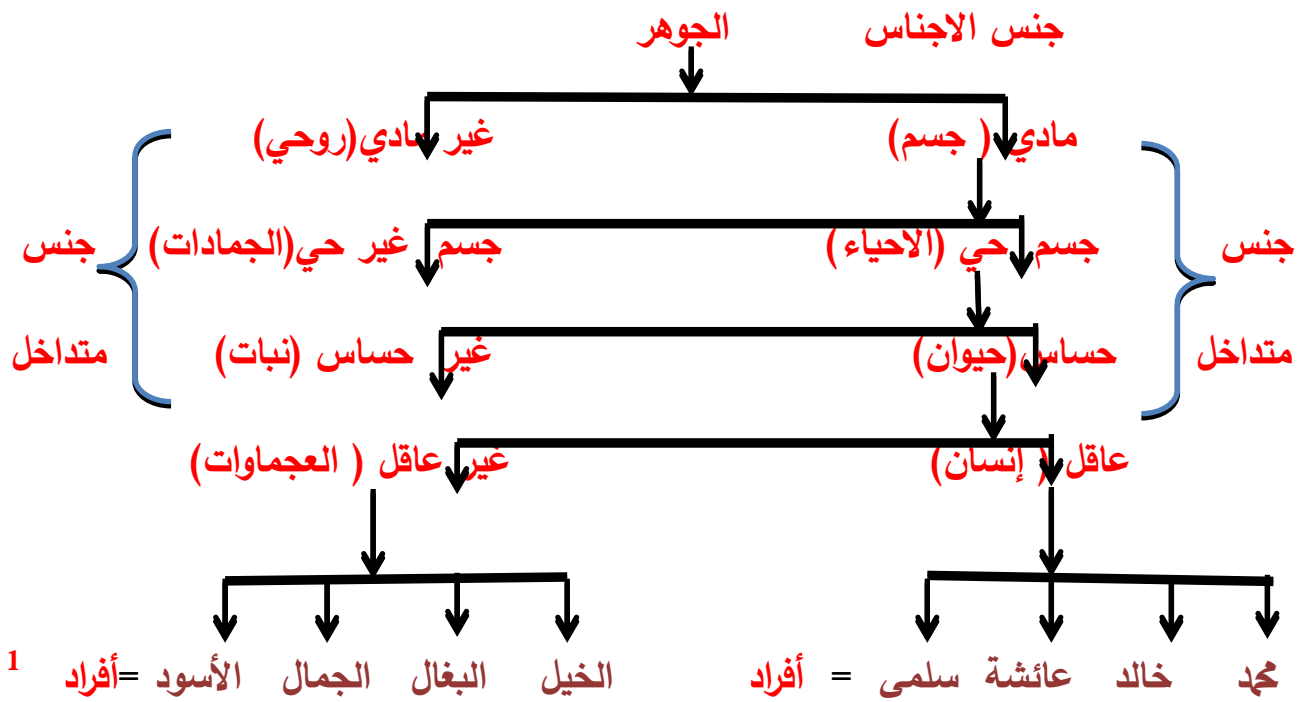 جنس الاجناس الجوهر
مادي ( جسم) غير مادي(روحي)
جسم حي (الاحياء ) جسم غير حي(الجمادات)
جنس جنس
حساس(حيوان) غير حساس (نبات)
متداخل متداخل
عاقل ( إنسان) غير عاقل ( العجماوات)
محمد خالد عائشة سلمى = أفراد الخيل البغال الجمال الأسود =أفراد 1